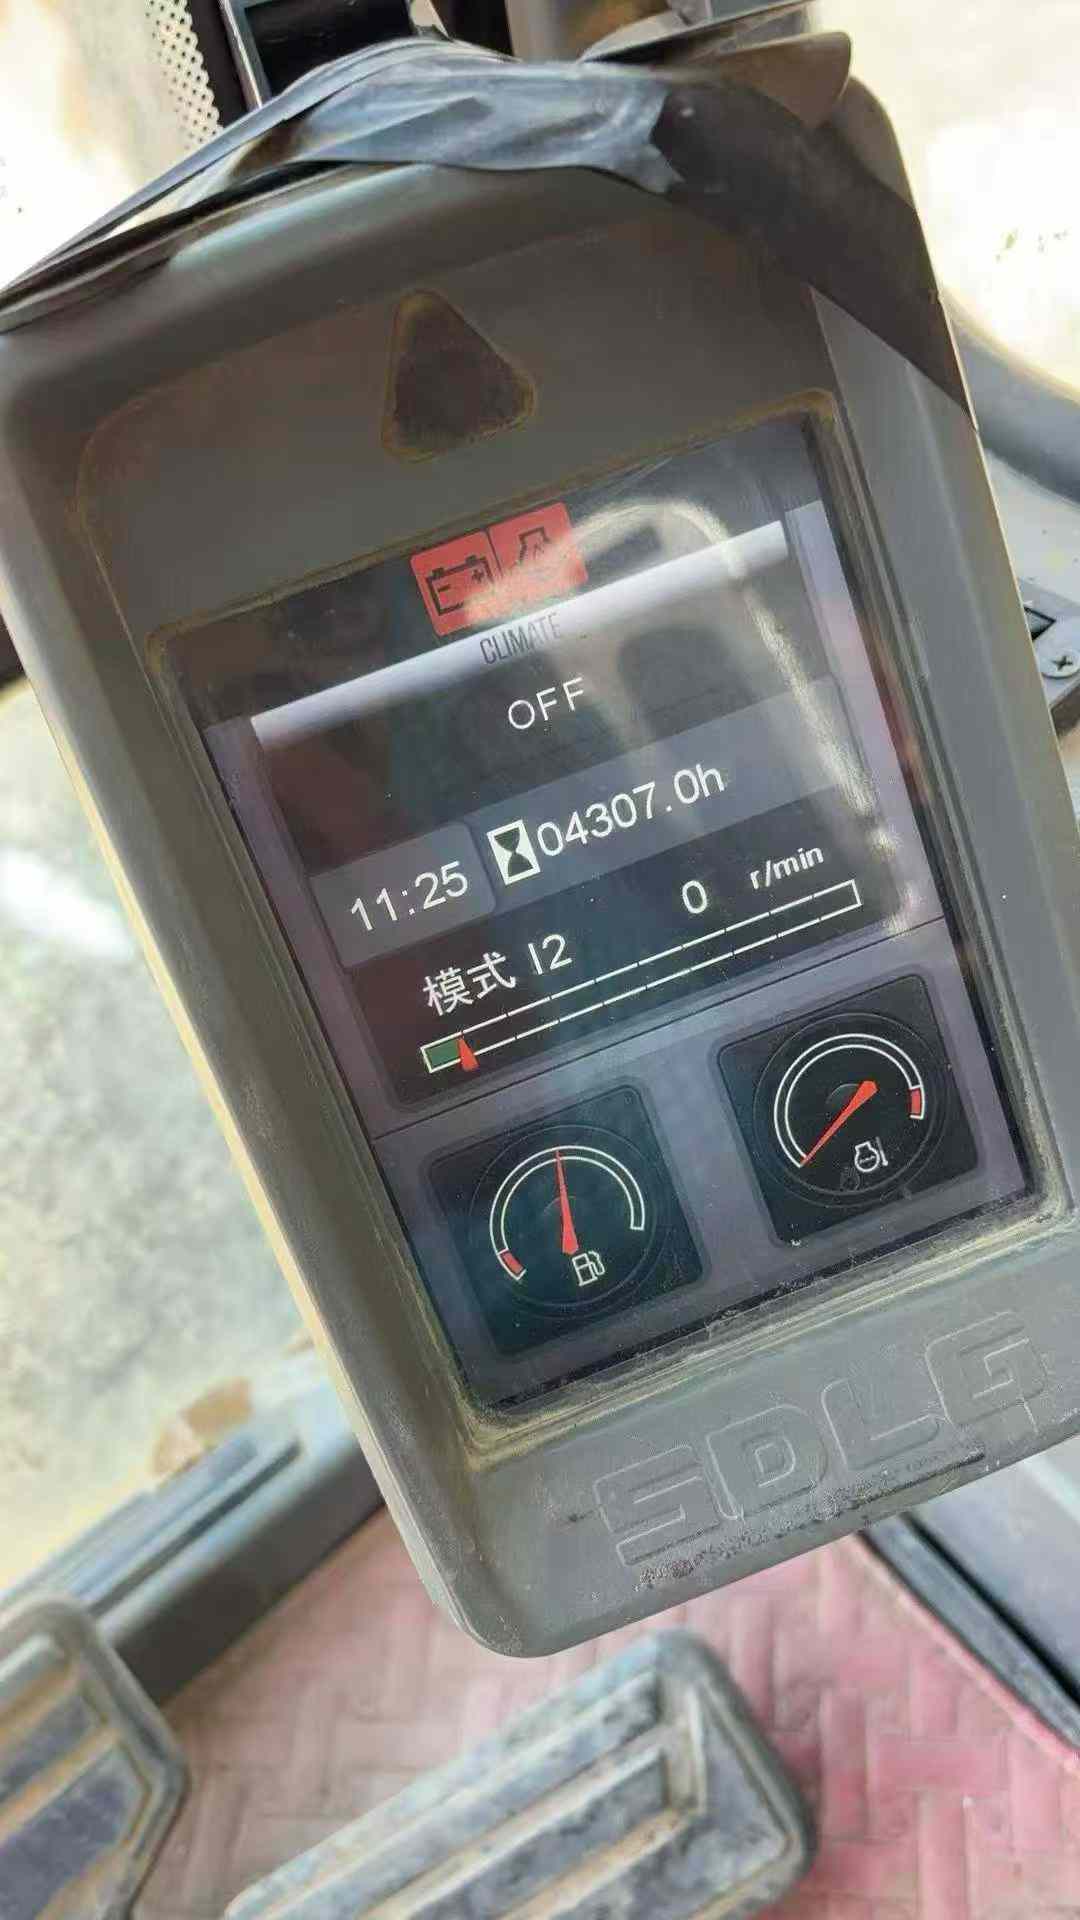 CLIMATE
OFF
11:25 04307.0h
模式 I2 0 r/min
SDLG